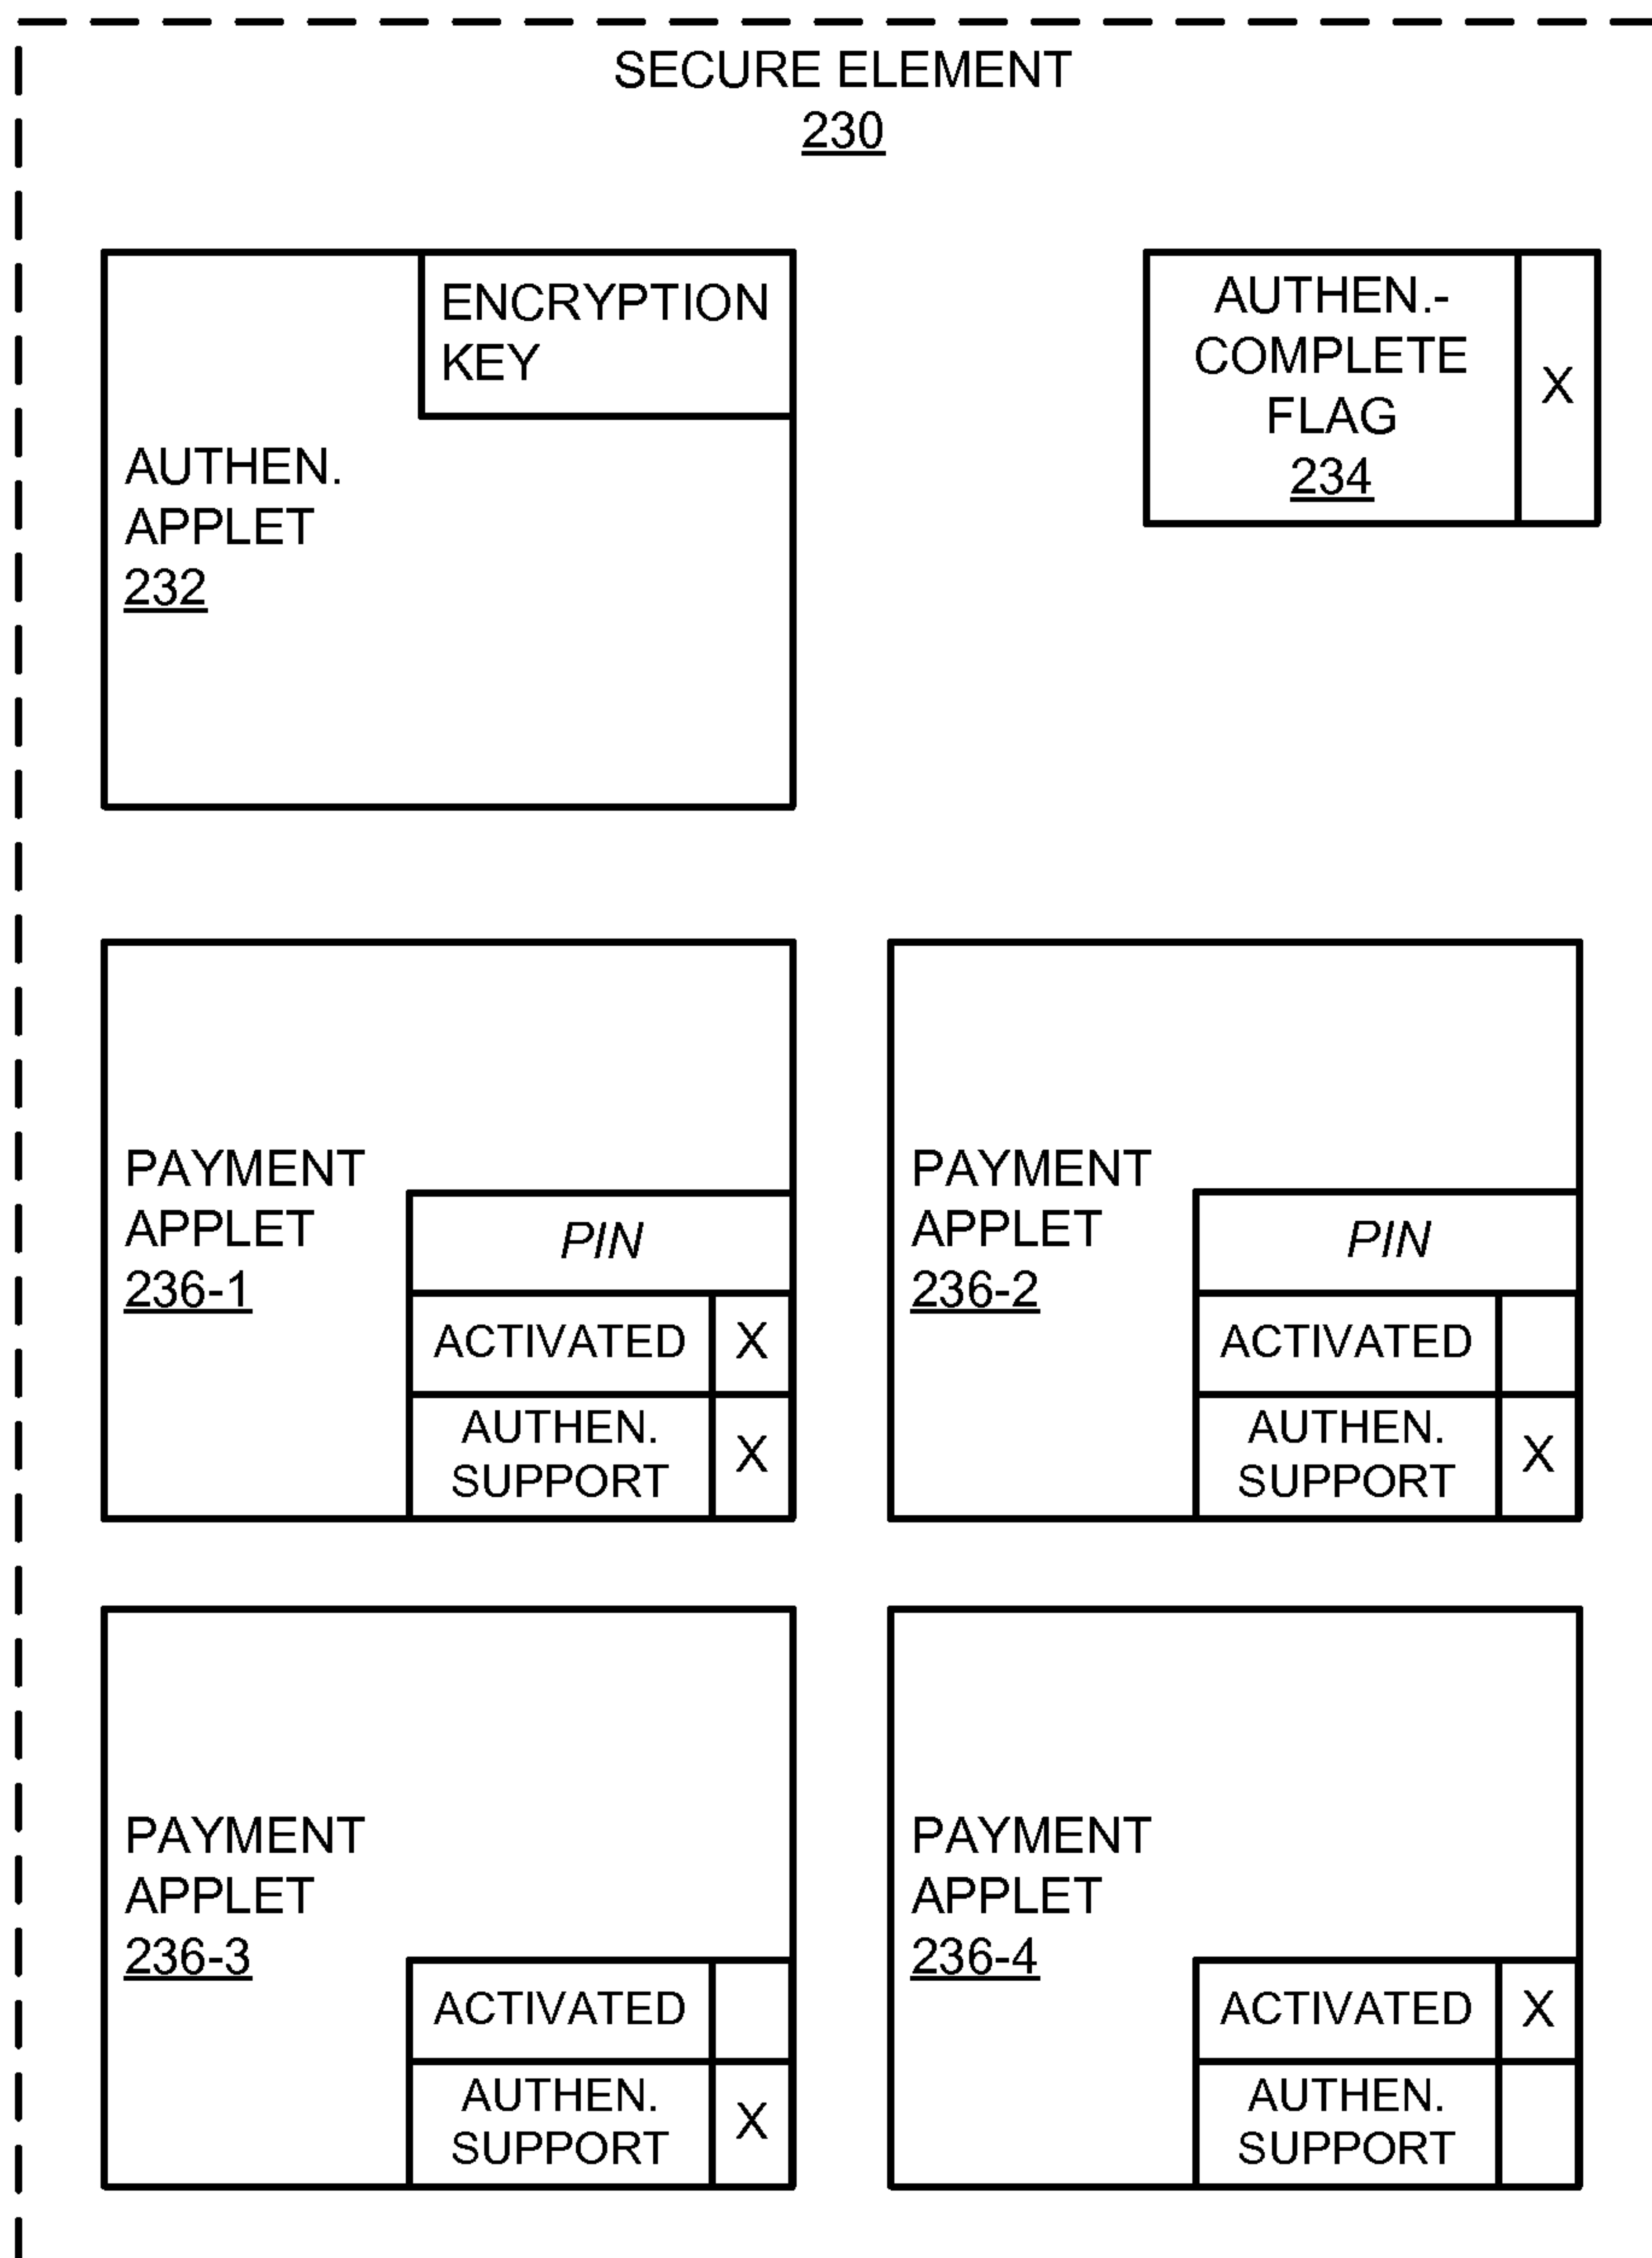 SECURE ELEMENT
230
ENCRYPTION
KEY
AUTHEN.
APPLET
232
AUTHEN.-
COMPLETE
FLAG
234
X
PAYMENT
APPLET
236-1
PIN
ACTIVATED X
AUTHEN.
SUPPORT X
PAYMENT
APPLET
236-2
PIN
ACTIVATED
AUTHEN.
SUPPORT X
PAYMENT
APPLET
236-3
ACTIVATED
AUTHEN.
SUPPORT X
PAYMENT
APPLET
236-4
ACTIVATED X
AUTHEN.
SUPPORT